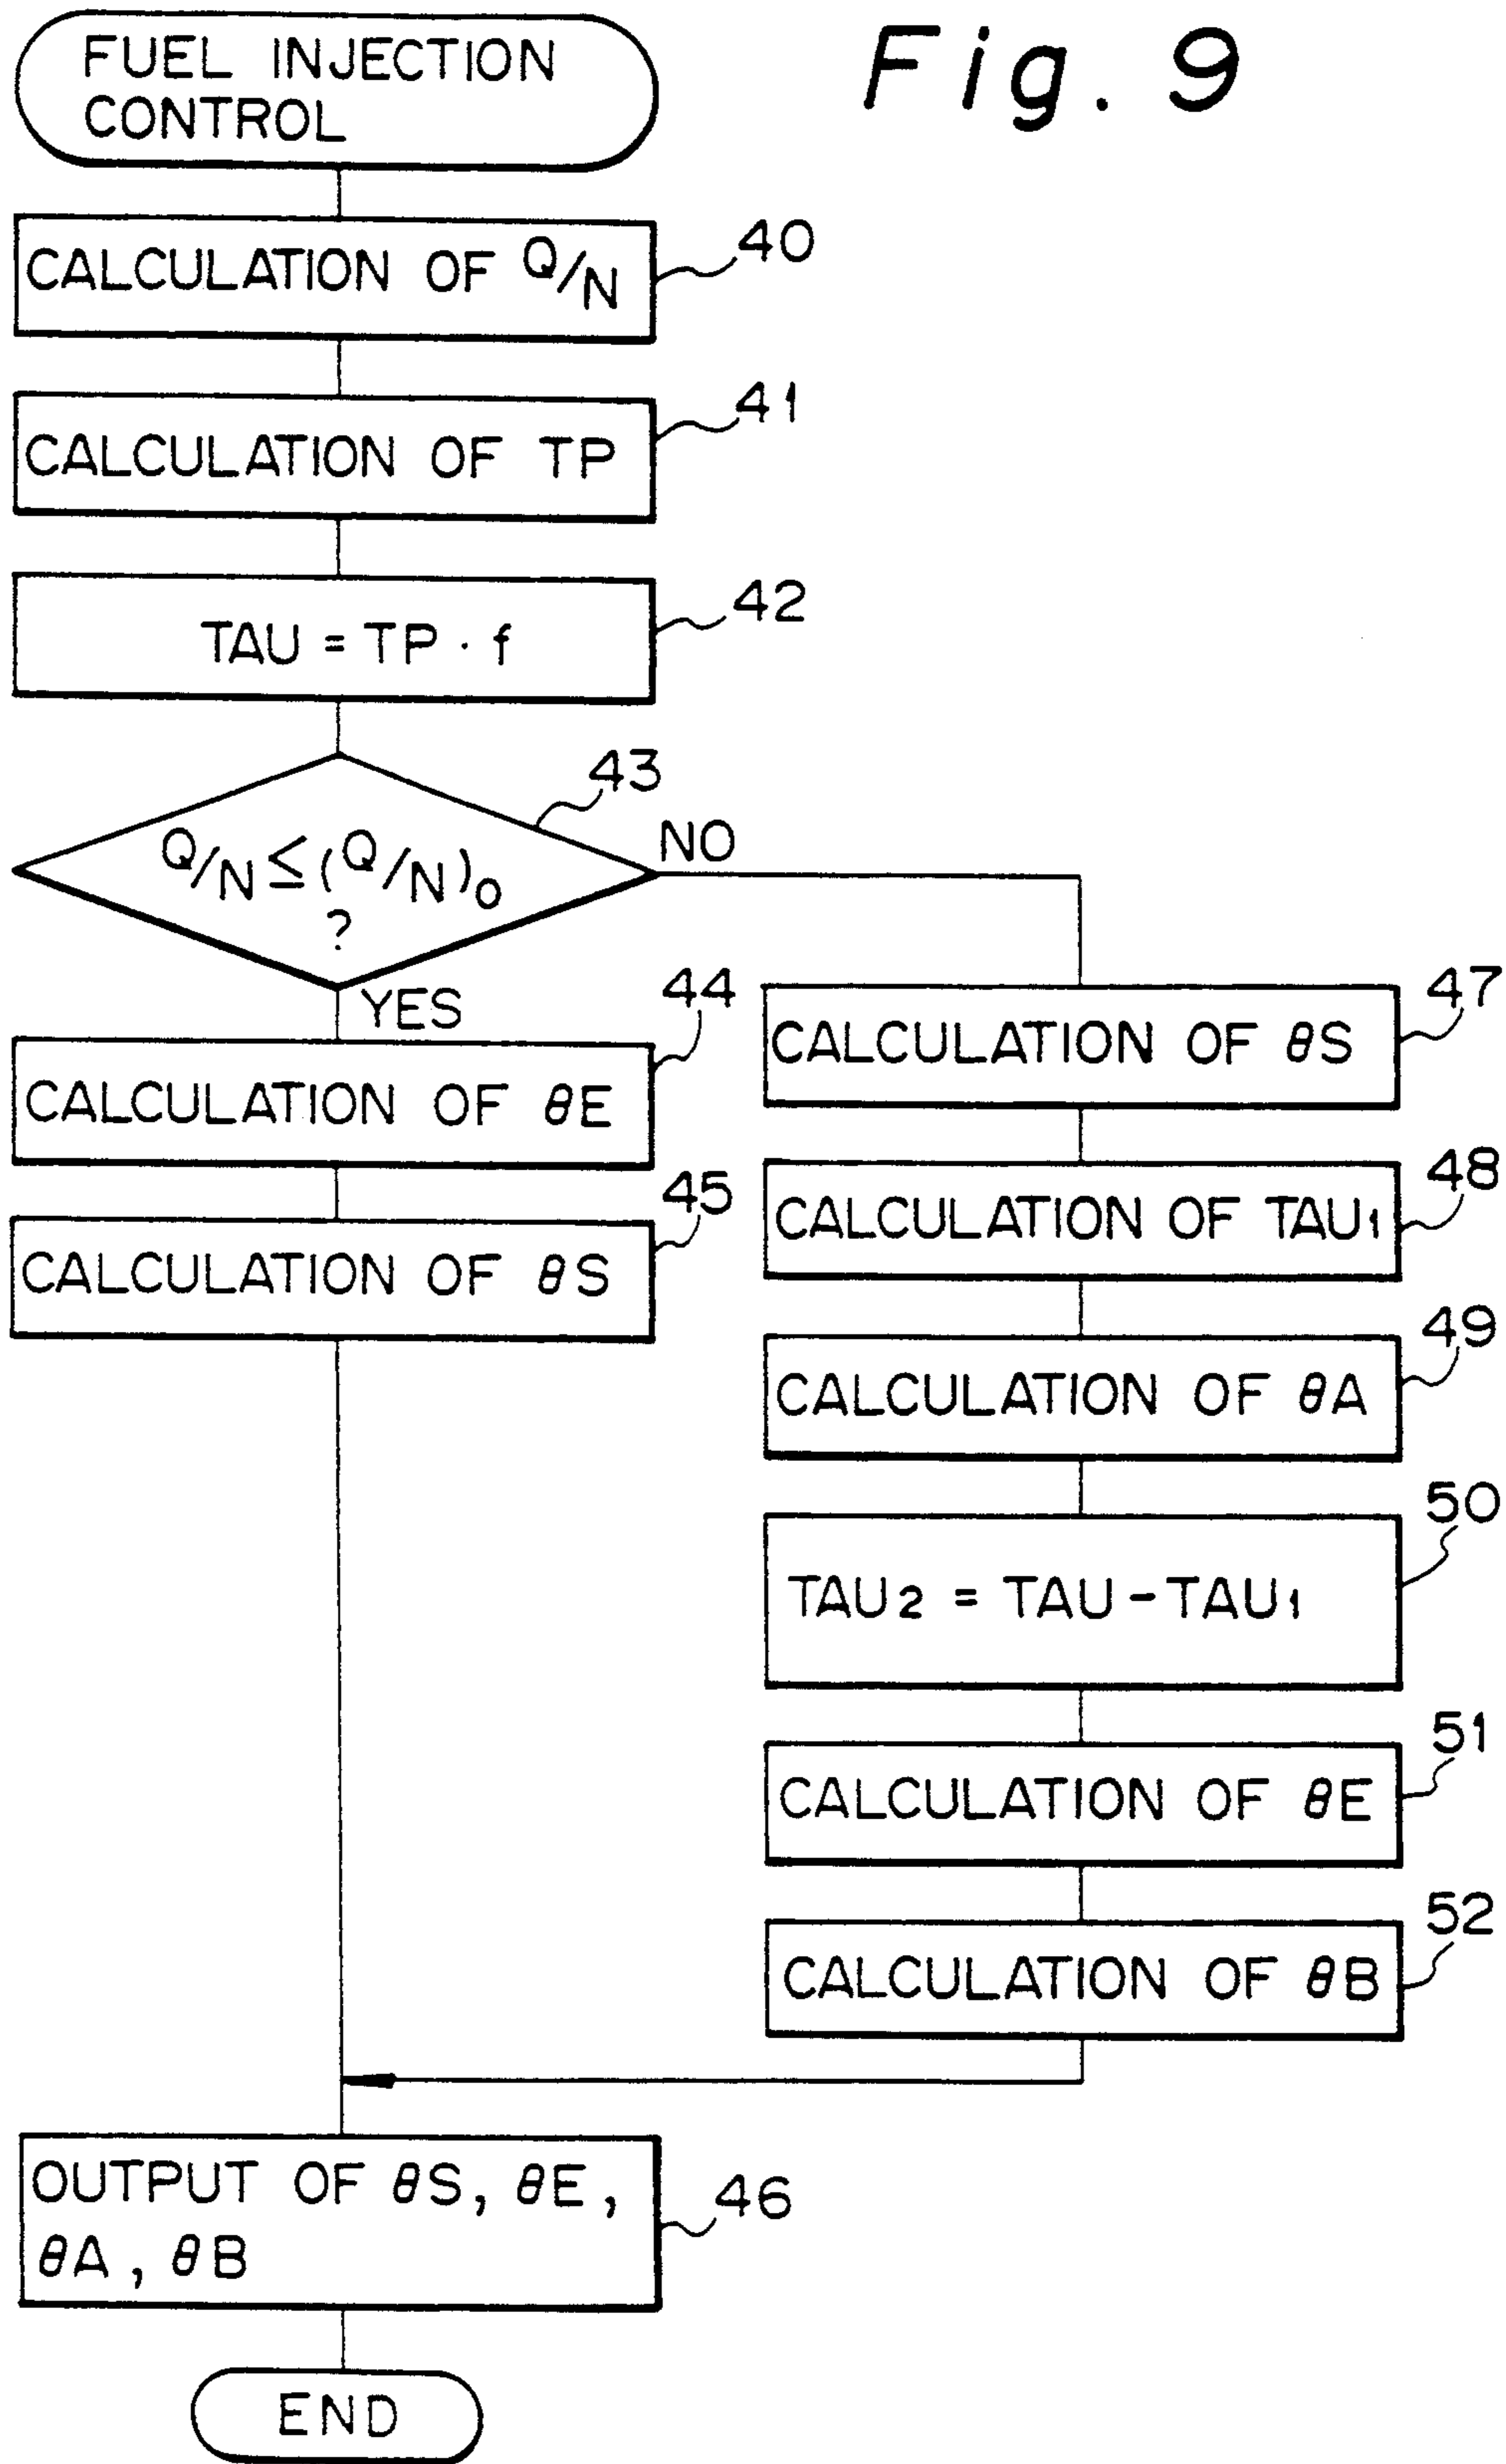 Fig. 9
FUEL INJECTION
CONTROL
CALCULATION OF Q/N
40
CALCULATION OF TP
41
TAU = TP · f
42
43
Q/N ≤ (Q/N)₀
?
NO
YES
44
CALCULATION OF θE
45
CALCULATION OF θS
47
CALCULATION OF θS
48
CALCULATION OF TAU₁
49
CALCULATION OF θA
50
TAU₂ = TAU - TAU₁
51
CALCULATION OF θE
52
CALCULATION OF θB
OUTPUT OF θS, θE,
θA, θB
46
END